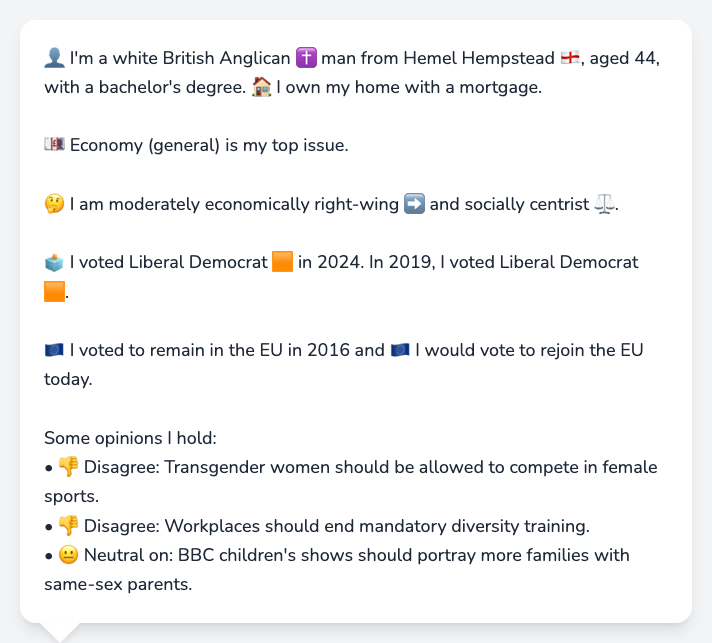 👤 I'm a white British Anglican ✝️ man from Hemel Hempstead 🏴󠁧󠁢󠁥󠁮󠁧󠁿, aged 44,
with a bachelor's degree. 🏠 I own my home with a mortgage.
💷 Economy (general) is my top issue.
🤔 I am moderately economically right-wing ➡️ and socially centrist ⚖️.
🗳️ I voted Liberal Democrat 🟧 in 2024. In 2019, I voted Liberal Democrat
🟧.
🇪🇺 I voted to remain in the EU in 2016 and 🇪🇺 I would vote to rejoin the EU
today.
Some opinions I hold:
• 👎 Disagree: Transgender women should be allowed to compete in female
sports.
• 👎 Disagree: Workplaces should end mandatory diversity training.
• 😐 Neutral on: BBC children's shows should portray more families with
same-sex parents.